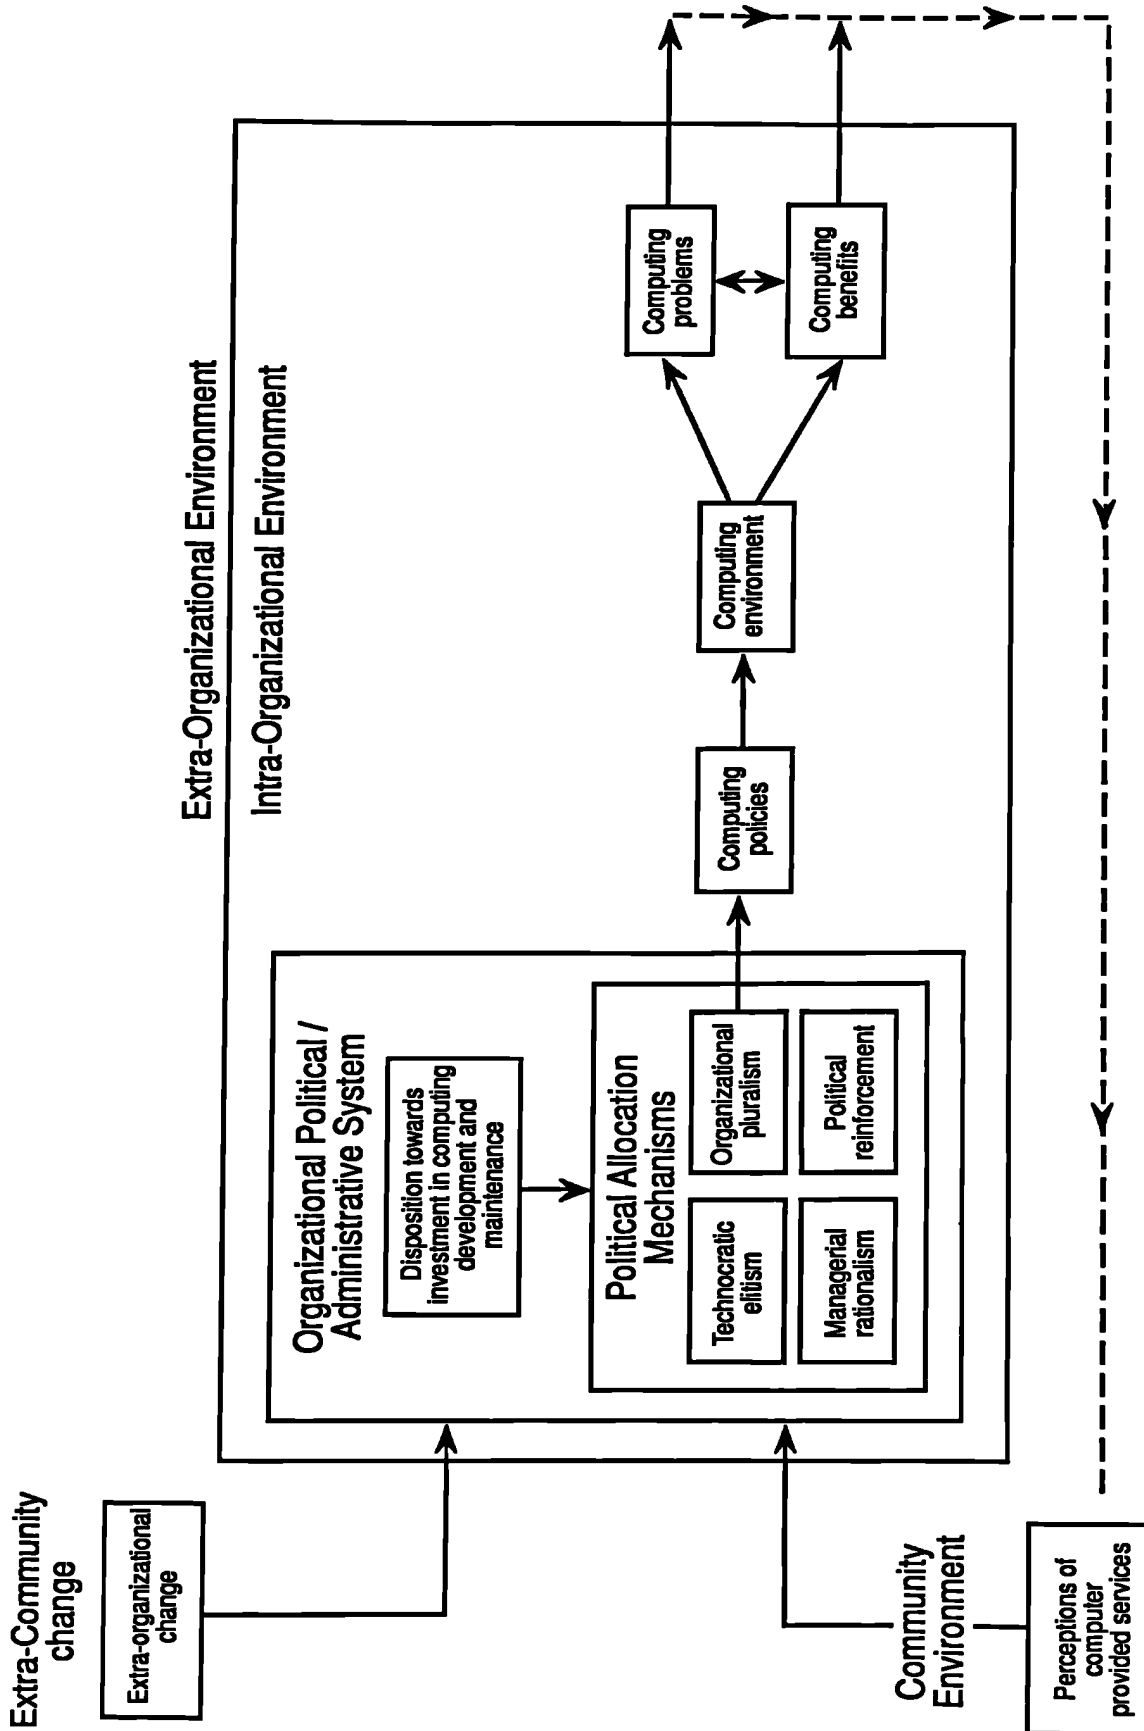 Extra-Community
change
Extra-organizational
change
Extra-Organizational Environment
Intra-Organizational Environment
Organizational Political /
Administrative System
Disposition towards
investment in computing
development and
maintenance
Political Allocation
Mechanisms
Technocratic
elitism
Organizational
pluralism
Managerial
rationalism
Political
reinforcement
Computing
policies
Computing
environment
Computing
problems
Computing
benefits
Community
Environment
Perceptions of
computer
provided services